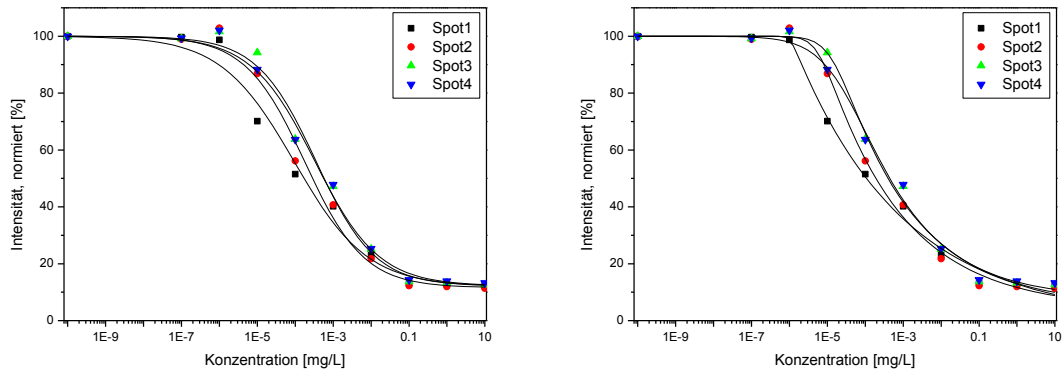 Intensität, normiert [%]
100
80
60
40
20
0
1E-9 1E-7 1E-5 1E-3 0.1 10
Konzentration [mg/L]
Spot1
Spot2
Spot3
Spot4
Intensität, normiert [%]
100
80
60
40
20
0
1E-9 1E-7 1E-5 1E-3 0.1 10
Konzentration [mg/L]
Spot1
Spot2
Spot3
Spot4